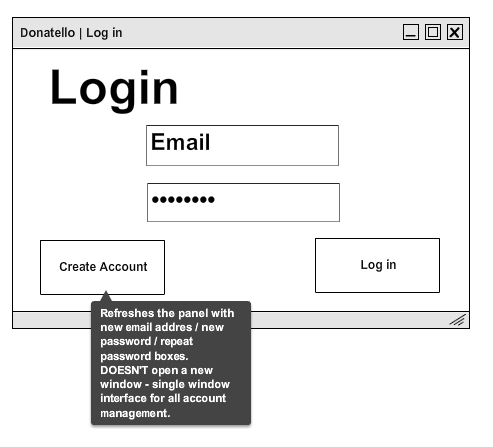 Donatello | Log in
Login
Email
••••••••
Create Account
Log in
Refreshes the panel with
new email addres / new
password / repeat
password boxes.
DOESN'T open a new
window - single window
interface for all account
management.